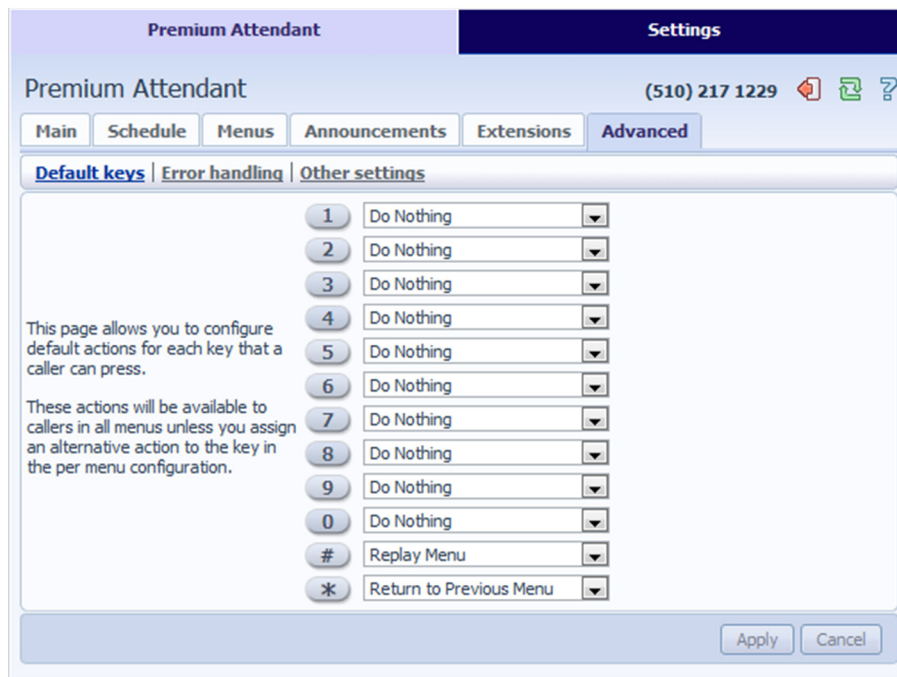 Premium Attendant Settings
Premium Attendant (510) 217 1229
Main Schedule Menus Announcements Extensions Advanced
Default keys | Error handling | Other settings
This page allows you to configure
default actions for each key that a
caller can press.
These actions will be available to
callers in all menus unless you assign
an alternative action to the key in
the per menu configuration.
1 Do Nothing
2 Do Nothing
3 Do Nothing
4 Do Nothing
5 Do Nothing
6 Do Nothing
7 Do Nothing
8 Do Nothing
9 Do Nothing
0 Do Nothing
# Replay Menu
* Return to Previous Menu
Apply Cancel